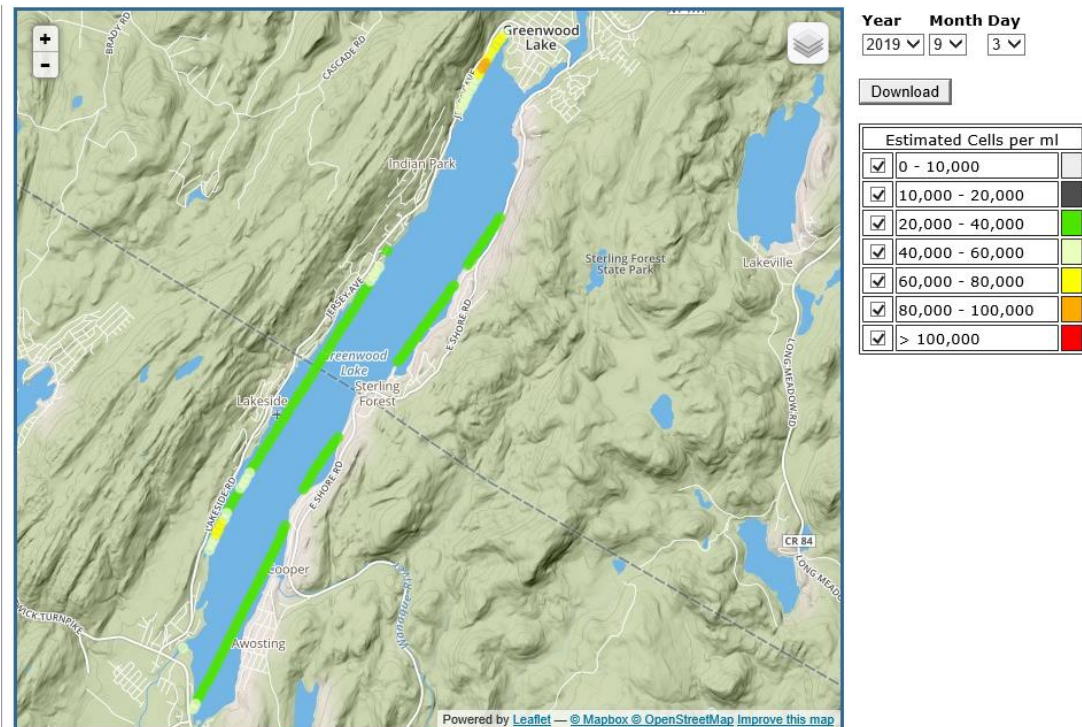 +
-
BRADY RD
CASCADE RD
Greenwood
Lake
Indian Park
JERSEY AVE
Sterling Forest
State Park
Lakeville
E SHORE RD
Greenwood
Lake
Sterling
Forest
Lakeside
LONG MEADOW RD
LAKESIDE RD
E SHORE RD
CR 84
Cooper
Awosting
Powered by Leaflet — © Mapbox © OpenStreetMap Improve this map
Year Month Day
2019 9 3
Download
Estimated Cells per ml
0 - 10,000
10,000 - 20,000
20,000 - 40,000
40,000 - 60,000
60,000 - 80,000
80,000 - 100,000
> 100,000